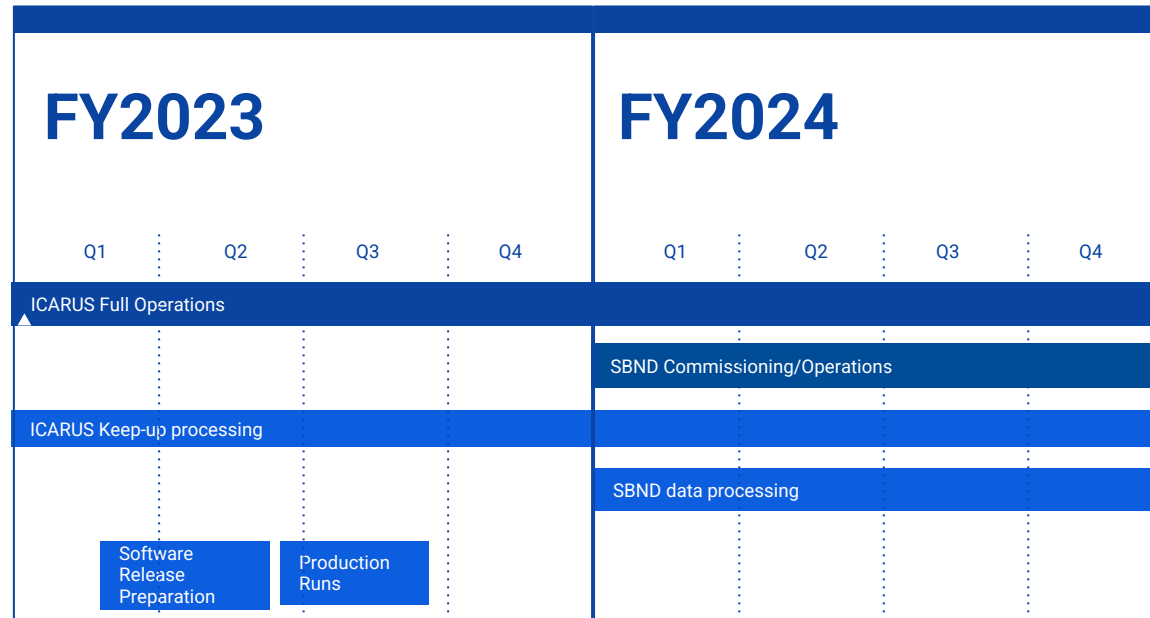 FY2023
FY2024
Q1
Q2
Q3
Q4
Q1
Q2
Q3
Q4
ICARUS Full Operations
SBND Commissioning/Operations
ICARUS Keep-up processing
SBND data processing
Software
Release
Preparation
Production
Runs